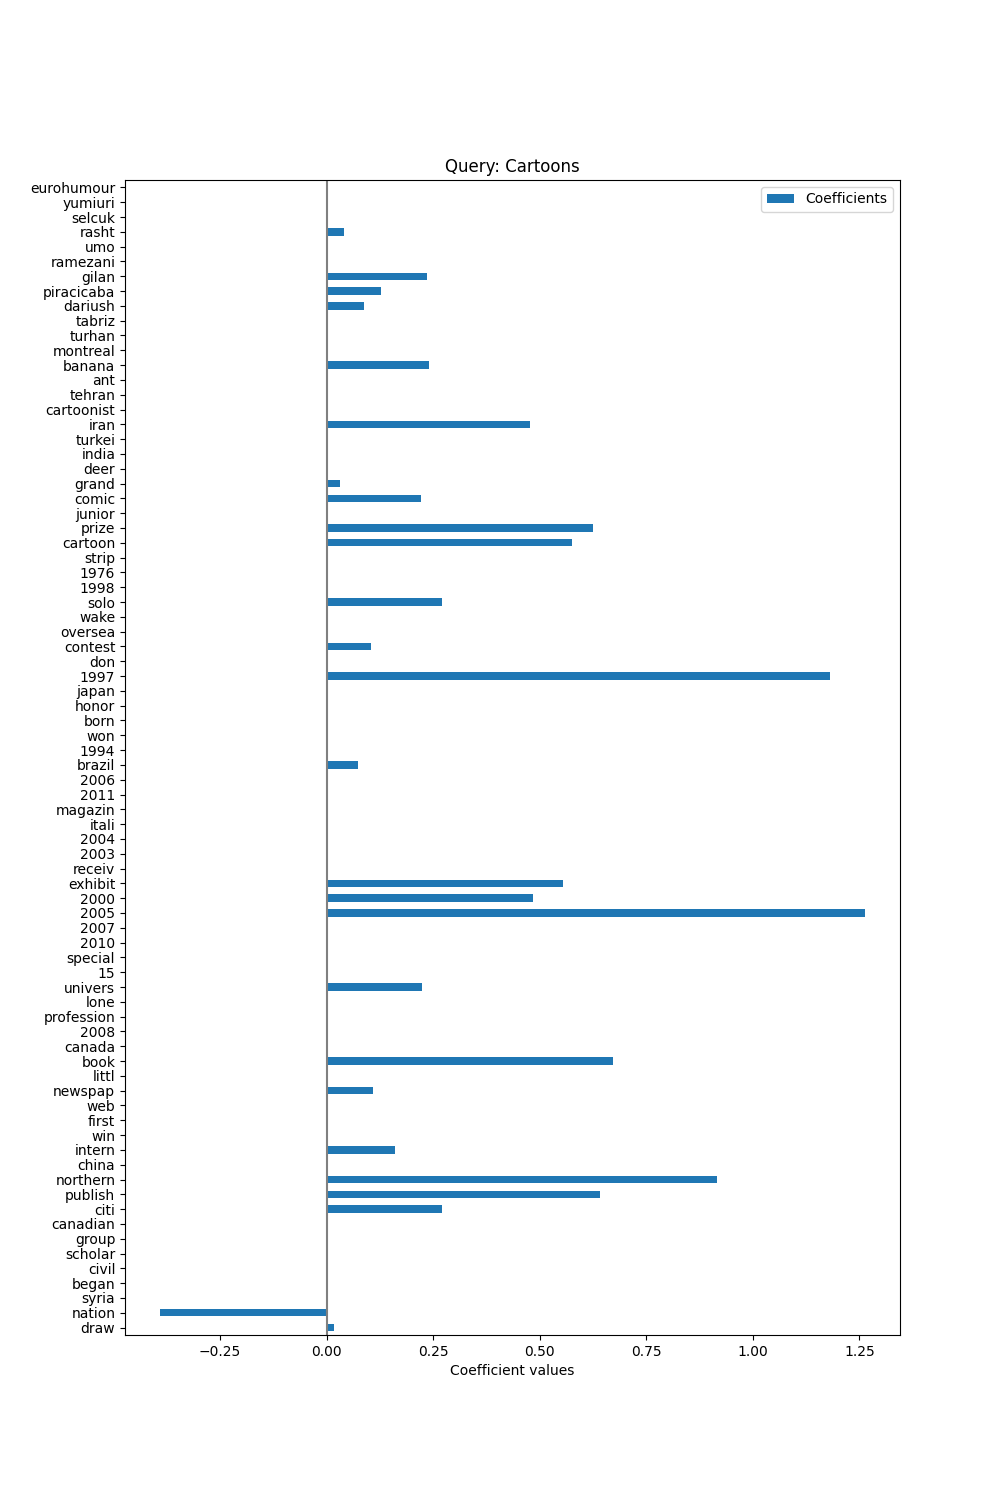 Query: Cartoons
Coefficients
eurohumour
yumiuri
selcuk
rasht
umo
ramezani
gilan
piracicaba
dariush
tabriz
turhan
montreal
banana
ant
tehran
cartoonist
iran
turkei
india
deer
grand
comic
junior
prize
cartoon
strip
1976
1998
solo
wake
oversea
contest
don
1997
japan
honor
born
won
1994
brazil
2006
2011
magazin
itali
2004
2003
receiv
exhibit
2000
2005
2007
2010
special
15
univers
lone
profession
2008
canada
book
littl
newspap
web
first
win
intern
china
northern
publish
citi
canadian
group
scholar
civil
began
syria
nation
draw
−0.25 0.00 0.25 0.50 0.75 1.00 1.25
Coefficient values